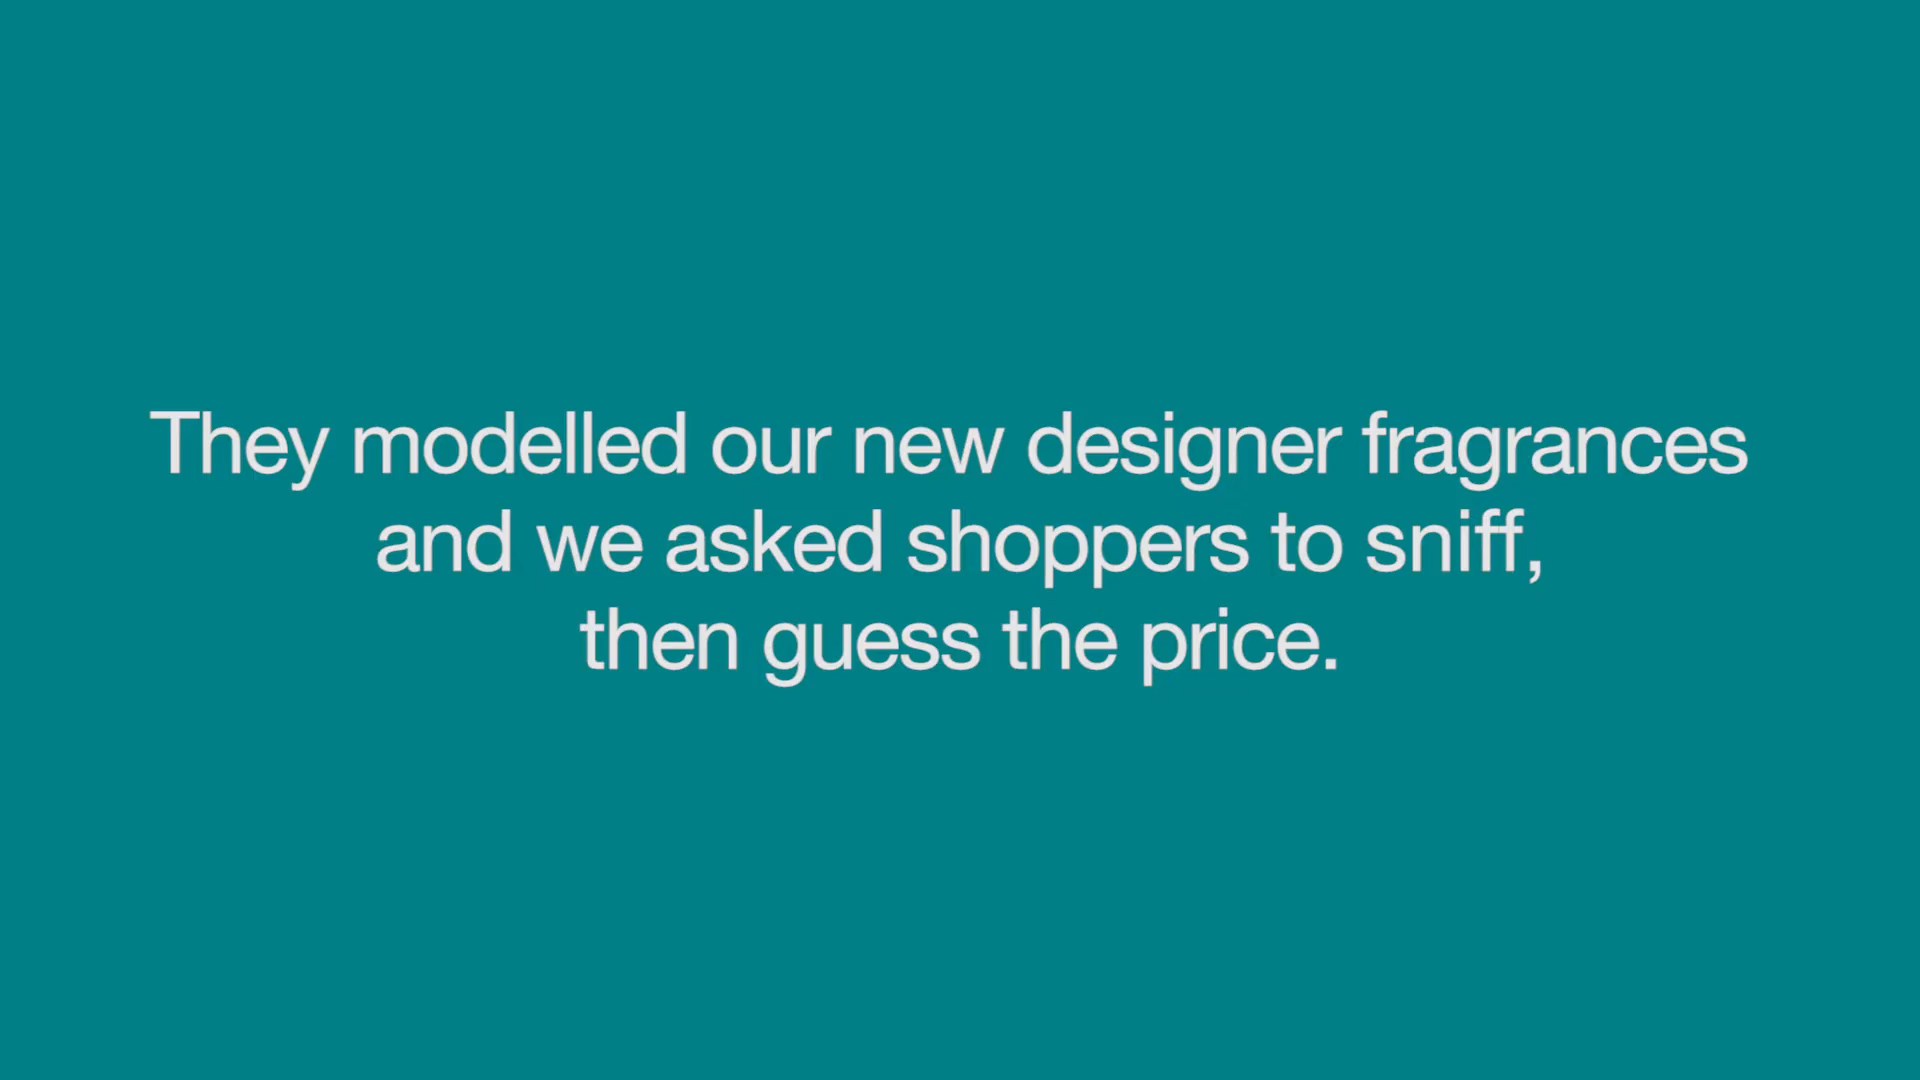 They modelled our new designer fragrances
and we asked shoppers to sniff,
then guess the price.